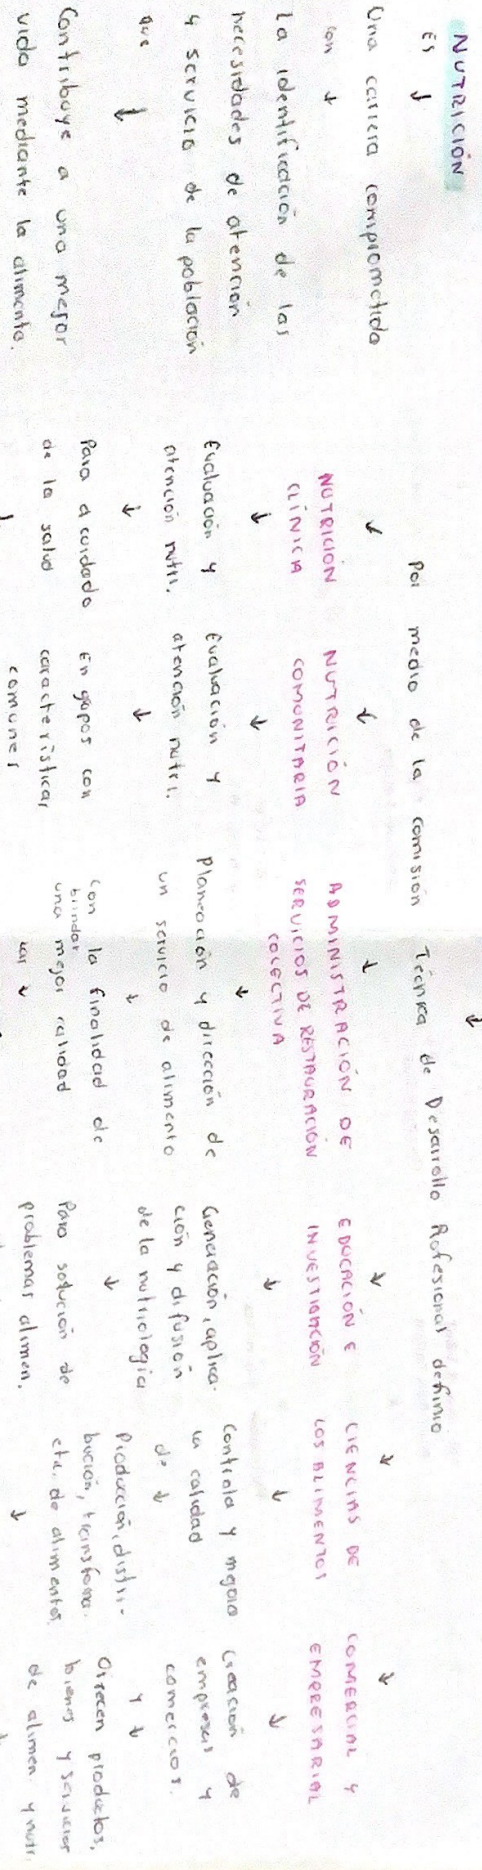 NUTRICIÓN
Es
Una carrera comprometida
con
la identificación de las
necesidades de atención
y servicio de la población
que
Contribuye a una mejor
vida mediante la alimenta.
Por medio de la comisión Técnica de Desarrollo Profesional definio
NUTRICIÓN
CLÍNICA
Evaluación y
atención nutri.
Para el cuidado
de la salud
NUTRICIÓN
COMUNITARIA
Evaluación y
atención nutri.
En gapos con
características
comunes
ADMINISTRACIÓN DE
SERVICIOS DE RESTAURACIÓN
COLECTIVA
Planeación y dirección de
un servicio de alimento
Con la finalidad de
brindar
una mejor calidad
las
EDUCACIÓN E
INVESTIGACIÓN
Generación, aplica-
ción y difusión
de la nutriología
Para solución de
problemas alimen.
CIENCIAS DE
LOS ALIMENTOS
Controla y mejora
la calidad
de
Producción, distri-
bución, transforma.
etc. de alimentos.
COMERCIAL Y
EMPRESARIAL
Creación de
empresas y
comercios.
y
Ofrecen productos,
bienes y servicios
de alimen. y nutri.